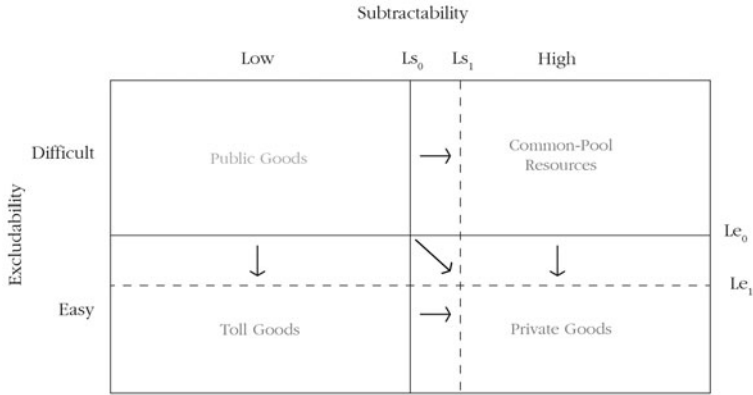 Subtractability
Low Ls₀ Ls₁ High
Difficult
Public Goods
Common-Pool
Resources
Excludability
Le₀
Le₁
Easy
Toll Goods
Private Goods